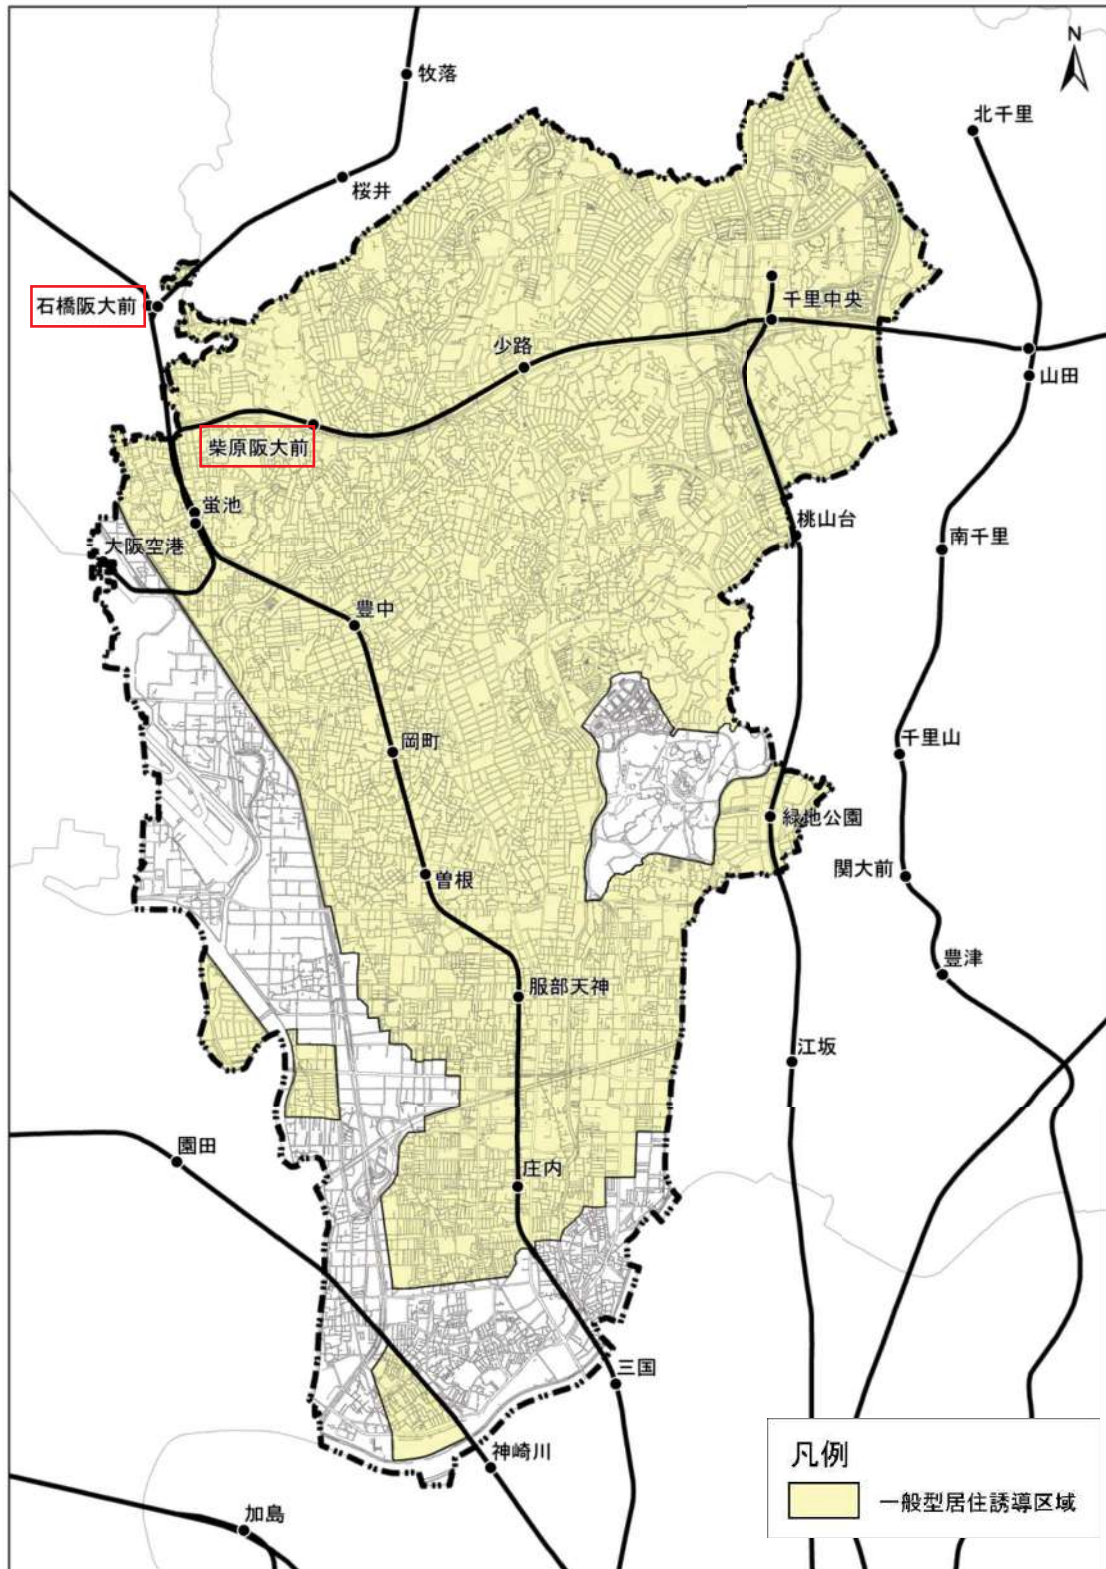 N
牧落
北千里
桜井
千里中央
石橋阪大前
少路
山田
柴原阪大前
蛍池
桃山台
大阪空港
南千里
豊中
岡町
千里山
緑地公園
関大前
曽根
豊津
服部天神
江坂
園田
庄内
三国
凡例
神崎川
一般型居住誘導区域
加島